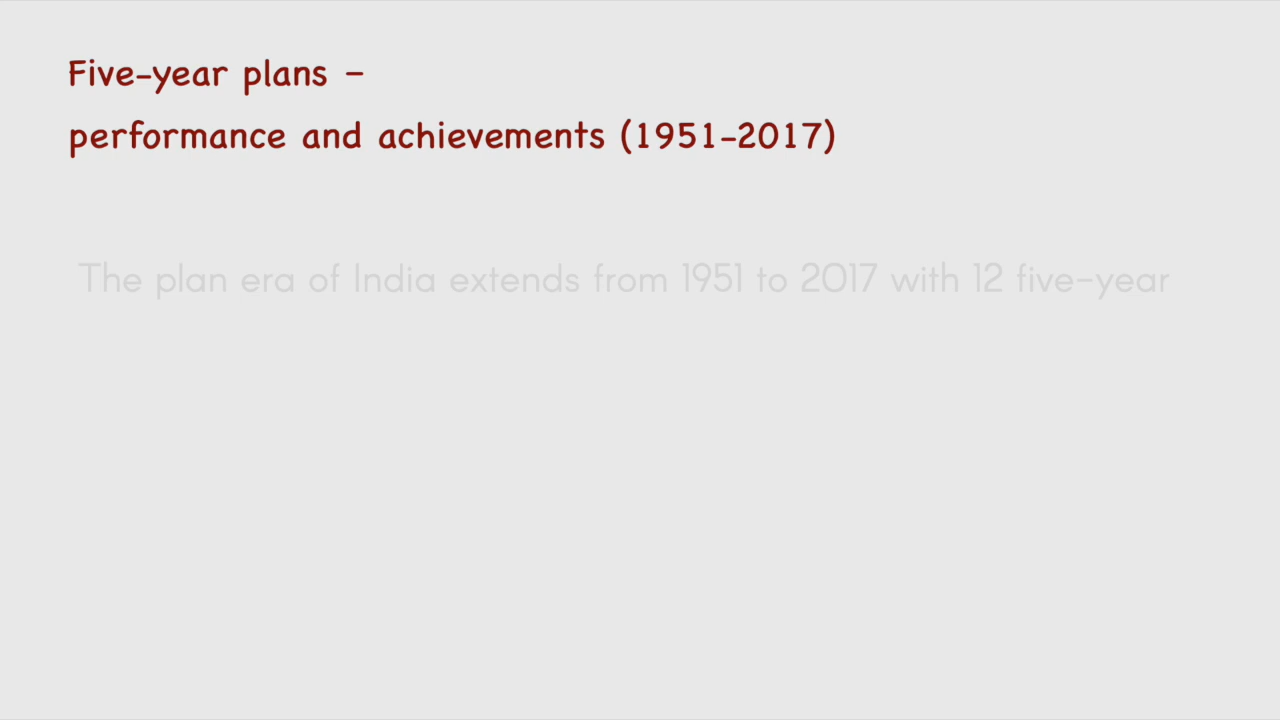 Five-year plans –
performance and achievements (1951-2017)
The plan era of India extends from 1951 to 2017 with 12 five-year